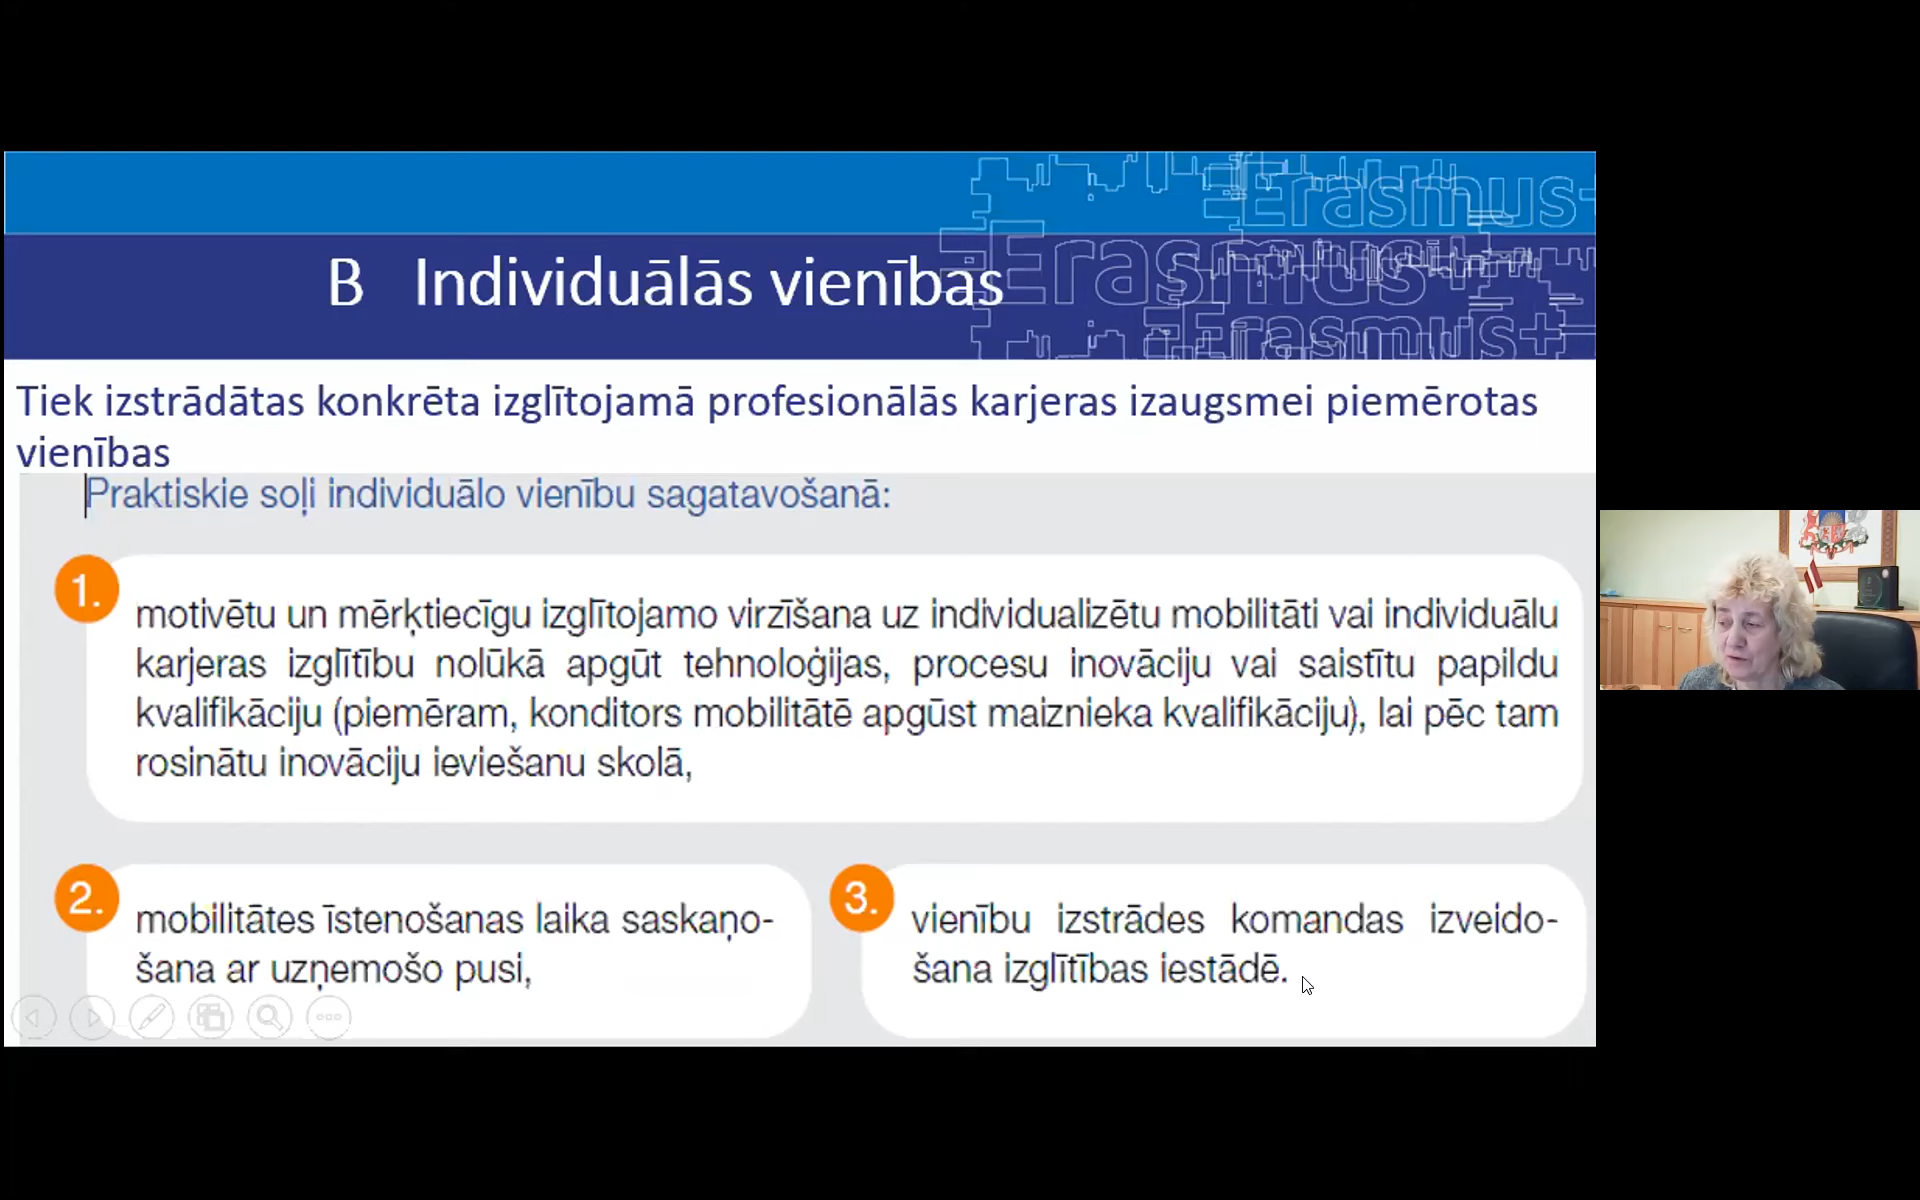 Erasmus+
Erasmus+
Erasmus+
B Individuālās vienības
Tiek izstrādātas konkrēta izglītojamā profesionālās karjeras izaugsmei piemērotas
vienības
Praktiskie soļi individuālo vienību sagatavošanā:
1.
motivētu un mērķtiecīgu izglītojamo virzīšana uz individualizētu mobilitāti vai individuālu
karjeras izglītību nolūkā apgūt tehnoloģijas, procesu inovāciju vai saistītu papildu
kvalifikāciju (piemēram, konditors mobilitātē apgūst maiznieka kvalifikāciju), lai pēc tam
rosinātu inovāciju ieviešanu skolā,
2.
mobilitātes īstenošanas laika saskaņo-
šana ar uzņemošo pusi,
3.
vienību izstrādes komandas izveido-
šana izglītības iestādē.